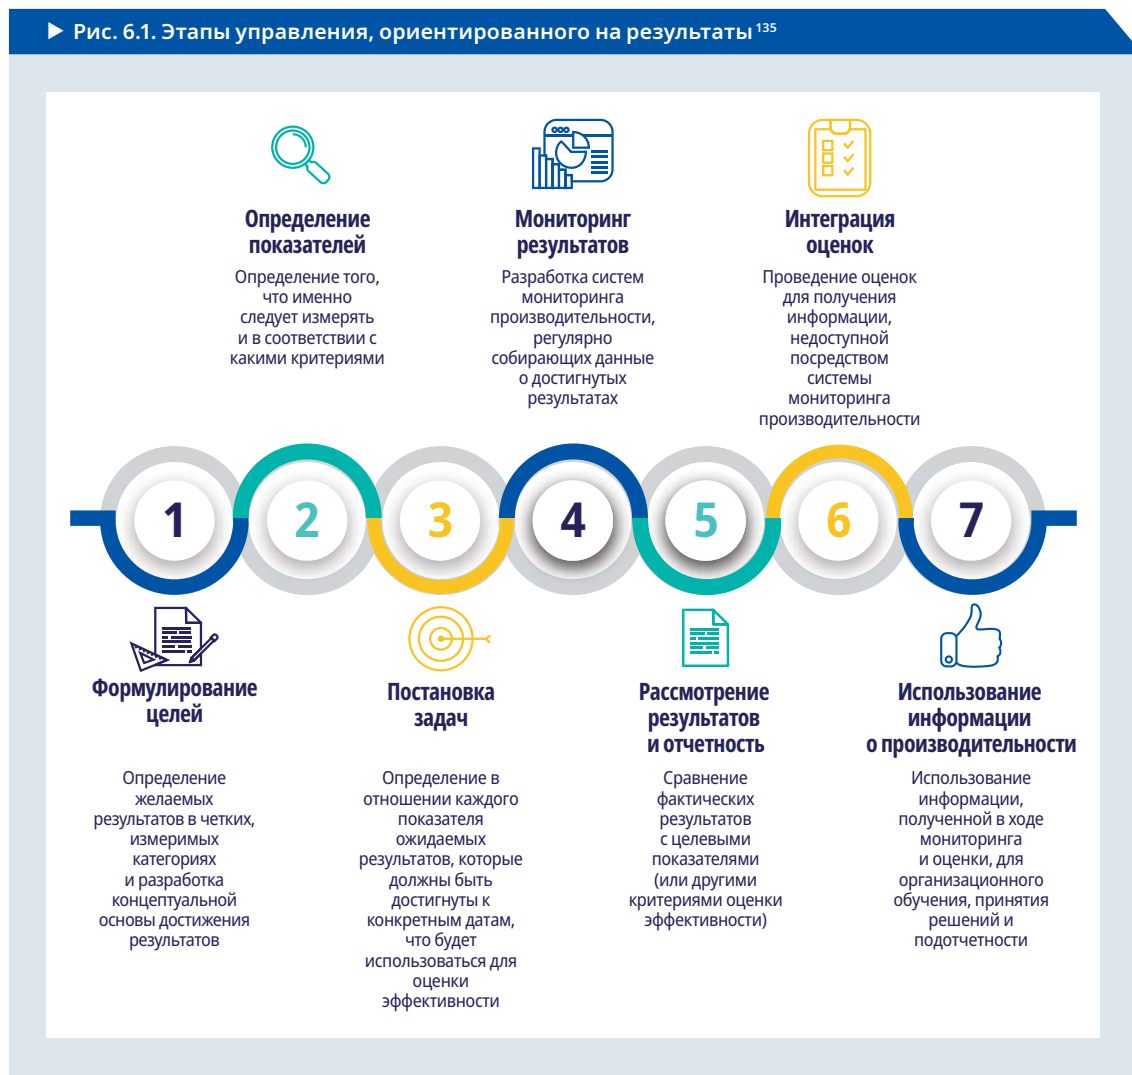 ▶ Рис. 6.1. Этапы управления, ориентированного на результаты 135
Определение
показателей
Определение того,
что именно
следует измерять
и в соответствии с
какими критериями
Мониторинг
результатов
Разработка систем
мониторинга
производительности,
регулярно
собирающих данные
о достигнутых
результатах
Интеграция
оценок
Проведение оценок
для получения
информации,
недоступной
посредством
системы
мониторинга
производительности
1
2
3
4
5
6
7
Формулирование
целей
Определение
желаемых
результатов в четких,
измеримых
категориях
и разработка
концептуальной
основы достижения
результатов
Постановка
задач
Определение в
отношении каждого
показателя
ожидаемых
результатов, которые
должны быть
достигнуты к
конкретным датам,
что будет
использоваться для
оценки
эффективности
Рассмотрение
результатов
и отчетность
Сравнение
фактических
результатов
с целевыми
показателями
(или другими
критериями оценки
эффективности)
Использование
информации
о производительности
Использование
информации,
полученной в ходе
мониторинга
и оценки, для
организационного
обучения, принятия
решений и
подотчетности